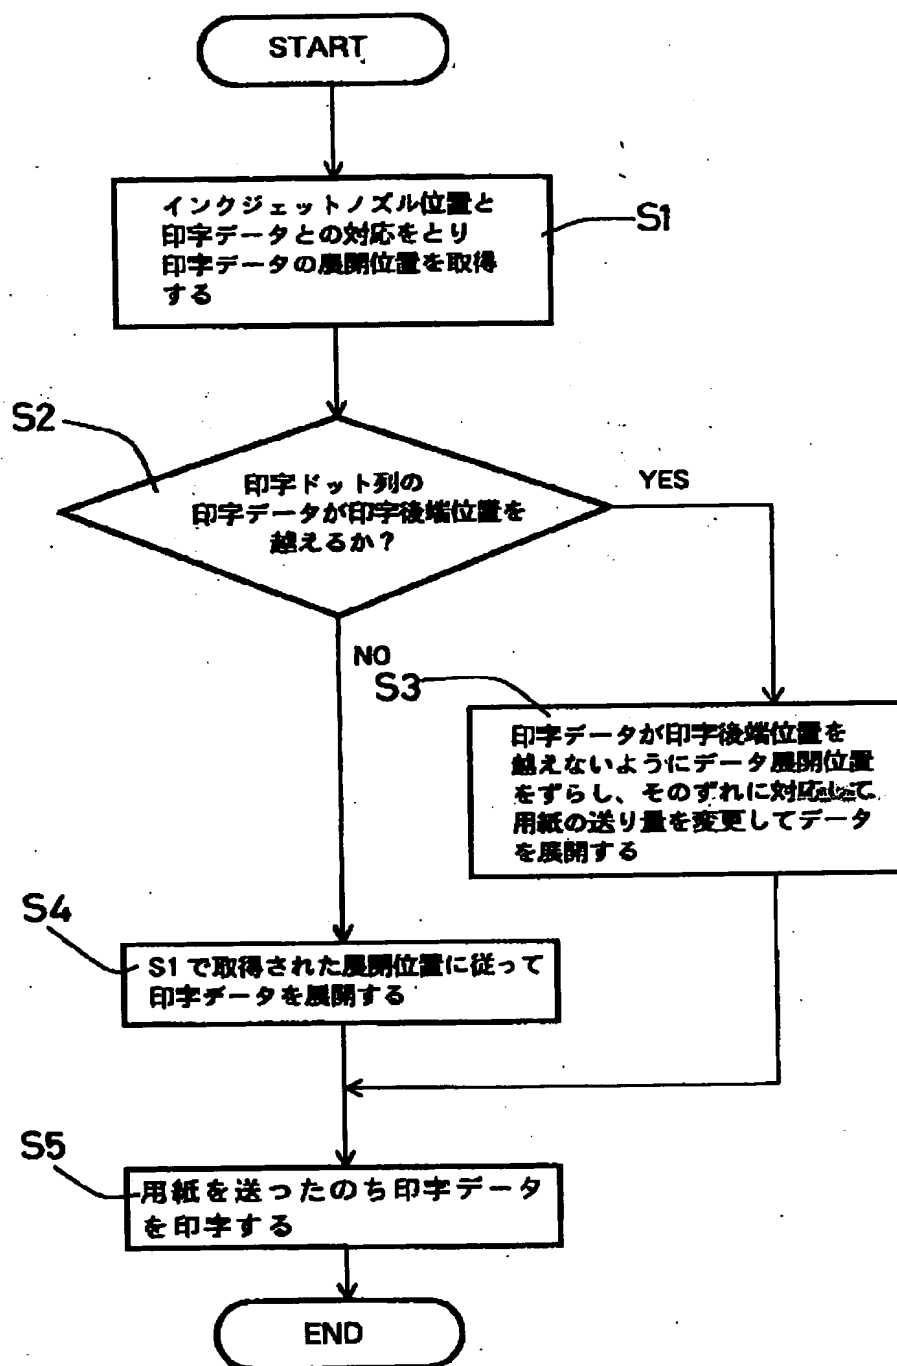 START
インクジェットノズル位置と
印字データとの対応をとり
印字データの展開位置を取得
する
S1
S2
印字ドット列の
印字データが印字後端位置を
越えるか？
YES
NO
S3
印字データが印字後端位置を
越えないようにデータ展開位置
をずらし、そのずれに対応して
用紙の送り量を変更してデータ
を展開する
S4
S1で取得された展開位置に従って
印字データを展開する
S5
用紙を送ったのち印字データ
を印字する
END